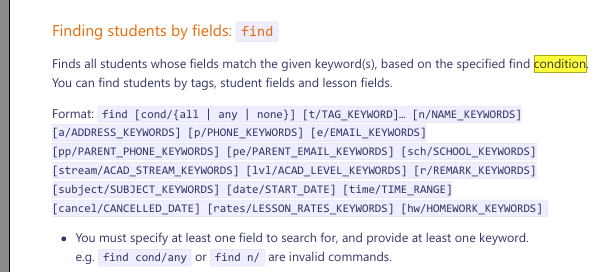 Finding students by fields: find
Finds all students whose fields match the given keyword(s), based on the specified find condition.
You can find students by tags, student fields and lesson fields.
Format: find [cond/{all | any | none}] [t/TAG_KEYWORD]… [n/NAME_KEYWORDS]
[a/ADDRESS_KEYWORDS] [p/PHONE_KEYWORDS] [e/EMAIL_KEYWORDS]
[pp/PARENT_PHONE_KEYWORDS] [pe/PARENT_EMAIL_KEYWORDS] [sch/SCHOOL_KEYWORDS]
[stream/ACAD_STREAM_KEYWORDS] [lvl/ACAD_LEVEL_KEYWORDS] [r/REMARK_KEYWORDS]
[subject/SUBJECT_KEYWORDS] [date/START_DATE] [time/TIME_RANGE]
[cancel/CANCELLED_DATE] [rates/LESSON_RATES_KEYWORDS] [hw/HOMEWORK_KEYWORDS]
• You must specify at least one field to search for, and provide at least one keyword.
e.g. find cond/any or find n/ are invalid commands.